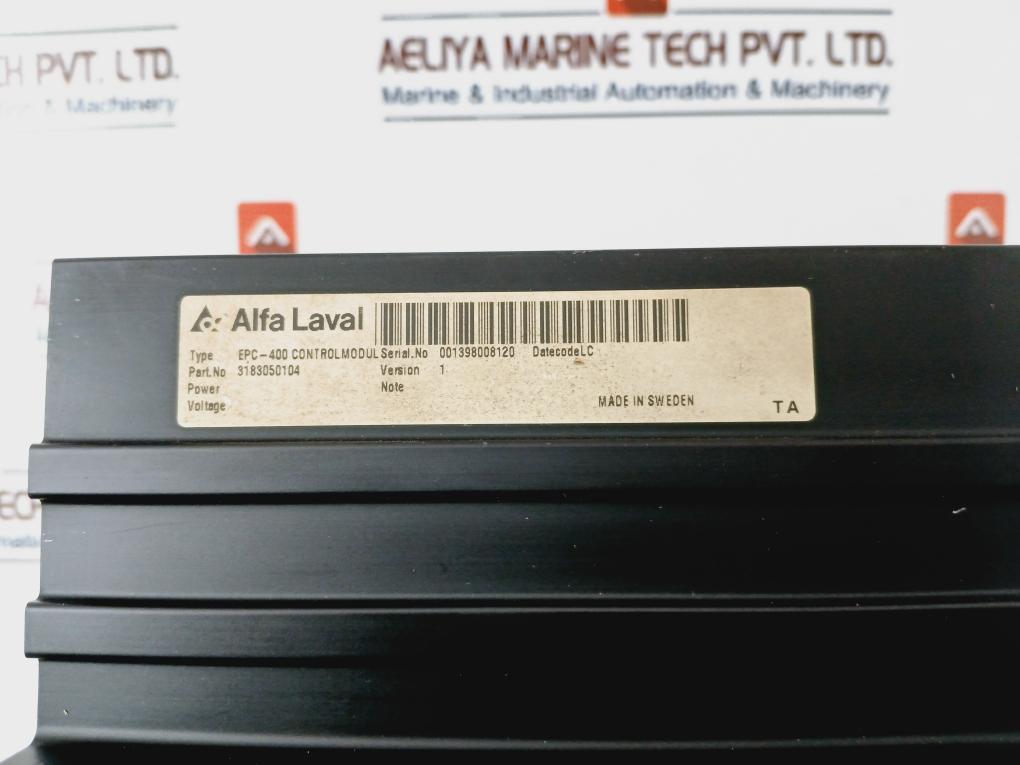 CH PVT. LTD.
& Machinery
AELIYA MARINE TECH PVT. LTD.
Marine & Industrial Automation & Machinery
Alfa Laval
Type EPC-400 CONTROLMODUL Serial.No 001398008120 DatecodeLC
Part.No 3183050104 Version 1
Power Note
Voltage MADE IN SWEDEN
TA